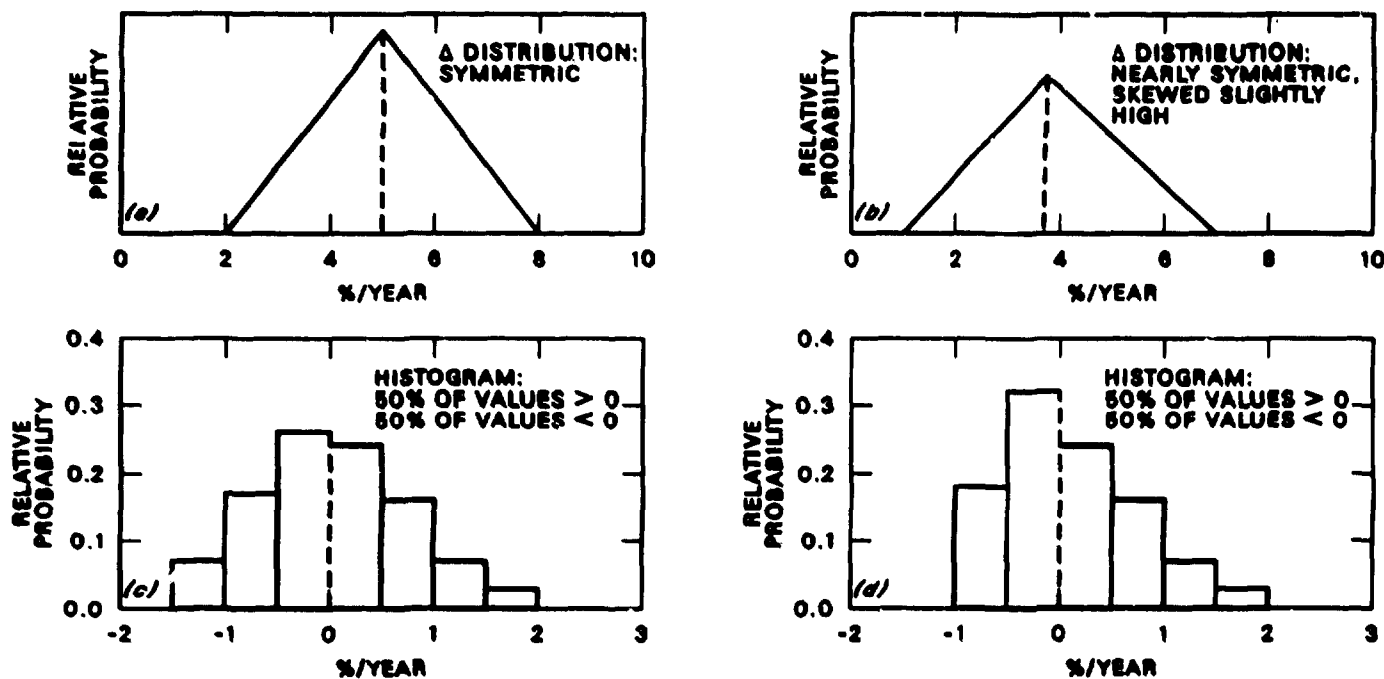 RELATIVE
PROBABILITY
Δ DISTRIBUTION:
SYMMETRIC
(a)
0 2 4 6 8 10
%/YEAR
RELATIVE
PROBABILITY
Δ DISTRIBUTION:
NEARLY SYMMETRIC,
SKEWED SLIGHTLY
HIGH
(b)
0 2 4 6 8 10
%/YEAR
RELATIVE
PROBABILITY
0.4
0.3
0.2
0.1
0.0
HISTOGRAM:
50% OF VALUES > 0
50% OF VALUES < 0
(c)
-2 -1 0 1 2 3
%/YEAR
RELATIVE
PROBABILITY
0.4
0.3
0.2
0.1
0.0
HISTOGRAM:
50% OF VALUES > 0
50% OF VALUES < 0
(d)
-2 -1 0 1 2 3
%/YEAR